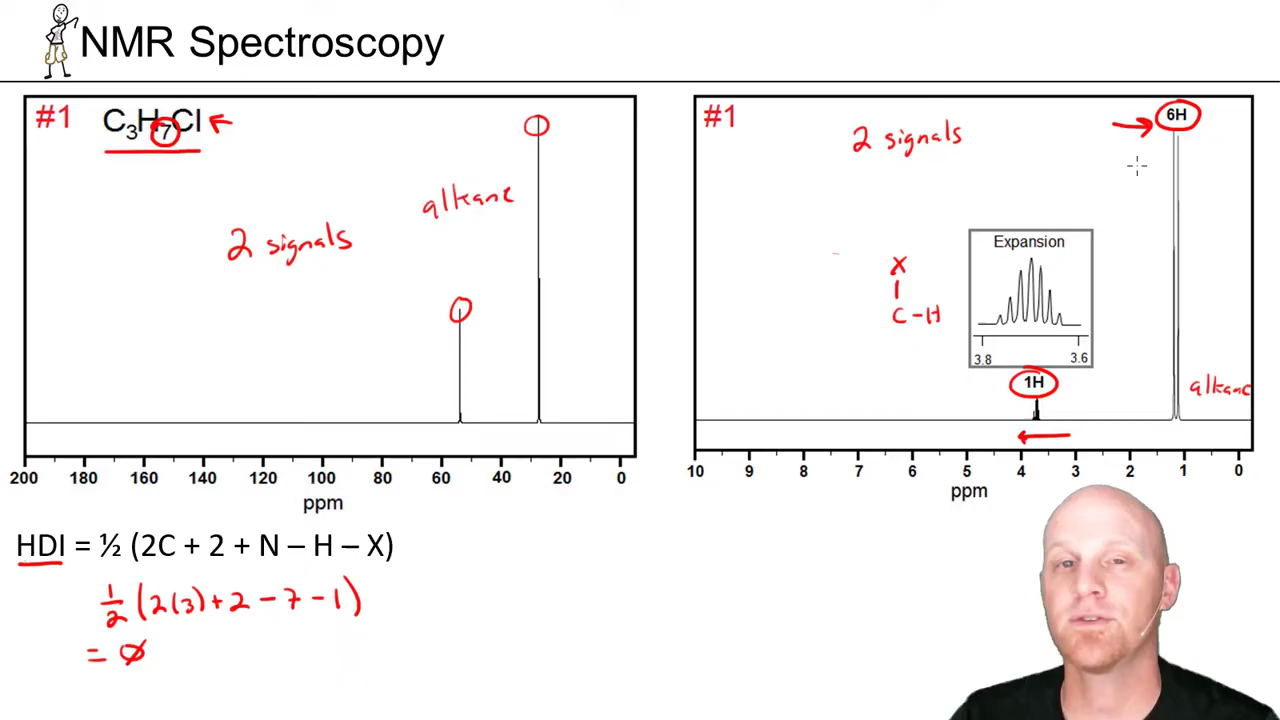 NMR Spectroscopy
#1
C3H7Cl
alkane
2 signals
200 180 160 140 120 100 80 60 40 20 0
ppm
#1
6H
2 signals
Expansion
X
C-H
3.8 3.6
1H
alkane
10 9 8 7 6 5 4 3 2 1 0
ppm
HDI = ½ (2C + 2 + N – H – X)
1/2 (2(3)+2-7-1)
= 0